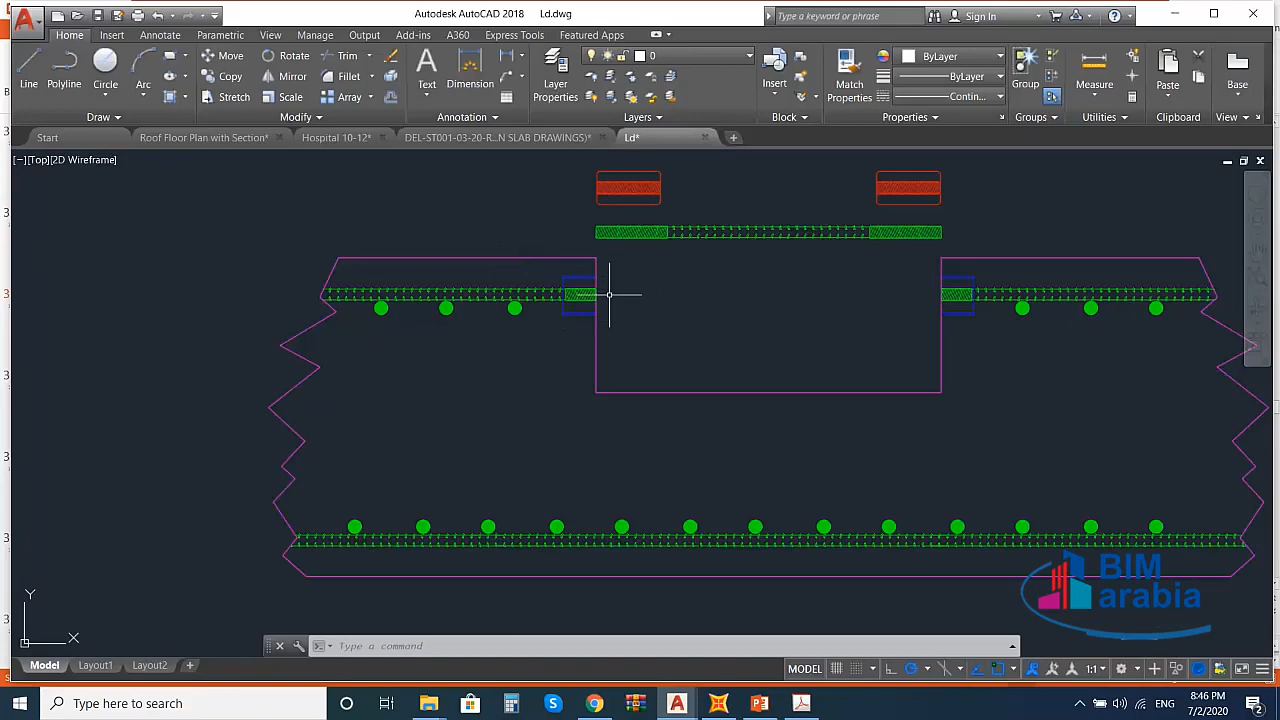 Autodesk AutoCAD 2018 Ld.dwg
Type a keyword or phrase
Sign In
Home Insert Annotate Parametric View Manage Output Add-ins A360 Express Tools Featured Apps
Line
Polyline
Circle
Arc
Move
Copy
Stretch
Rotate
Mirror
Scale
Trim
Fillet
Array
Text
Dimension
Layer
Properties
0
Insert
Match
Properties
ByLayer
ByLayer
Contin...
Group
Measure
Paste
Base
Draw
Modify
Annotation
Layers
Block
Properties
Groups
Utilities
Clipboard
View
Start
Roof Floor Plan with Section*
Hospital 10-12*
DEL-ST001-03-20-R...N SLAB DRAWINGS)*
Ld*
[−][Top][2D Wireframe]
BIM
arabia
Y
X
Type a command
Model Layout1 Layout2
MODEL
1:1
Type here to search
ENG
8:46 PM
7/2/2020
2